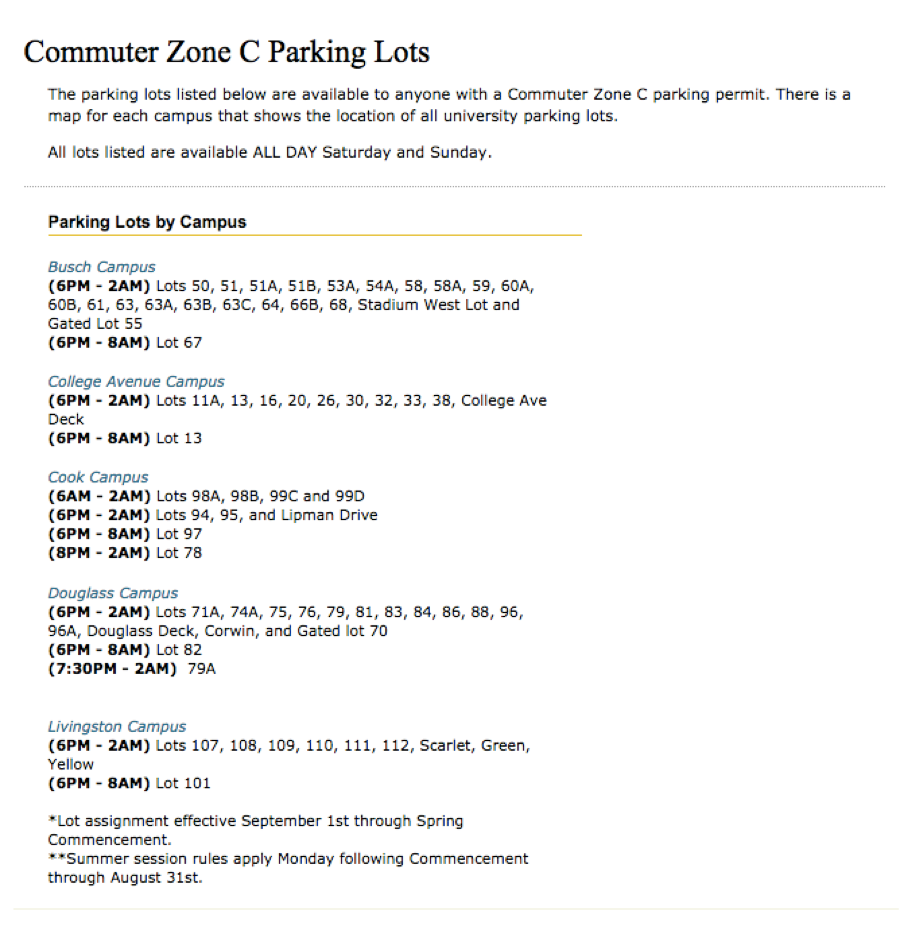 Commuter Zone C Parking Lots
The parking lots listed below are available to anyone with a Commuter Zone C parking permit. There is a
map for each campus that shows the location of all university parking lots.
All lots listed are available ALL DAY Saturday and Sunday.
Parking Lots by Campus
Busch Campus
(6PM - 2AM) Lots 50, 51, 51A, 51B, 53A, 54A, 58, 58A, 59, 60A,
60B, 61, 63, 63A, 63B, 63C, 64, 66B, 68, Stadium West Lot and
Gated Lot 55
(6PM - 8AM) Lot 67
College Avenue Campus
(6PM - 2AM) Lots 11A, 13, 16, 20, 26, 30, 32, 33, 38, College Ave
Deck
(6PM - 8AM) Lot 13
Cook Campus
(6AM - 2AM) Lots 98A, 98B, 99C and 99D
(6PM - 2AM) Lots 94, 95, and Lipman Drive
(6PM - 8AM) Lot 97
(8PM - 2AM) Lot 78
Douglass Campus
(6PM - 2AM) Lots 71A, 74A, 75, 76, 79, 81, 83, 84, 86, 88, 96,
96A, Douglass Deck, Corwin, and Gated lot 70
(6PM - 8AM) Lot 82
(7:30PM - 2AM) 79A
Livingston Campus
(6PM - 2AM) Lots 107, 108, 109, 110, 111, 112, Scarlet, Green,
Yellow
(6PM - 8AM) Lot 101
*Lot assignment effective September 1st through Spring
Commencement.
**Summer session rules apply Monday following Commencement
through August 31st.